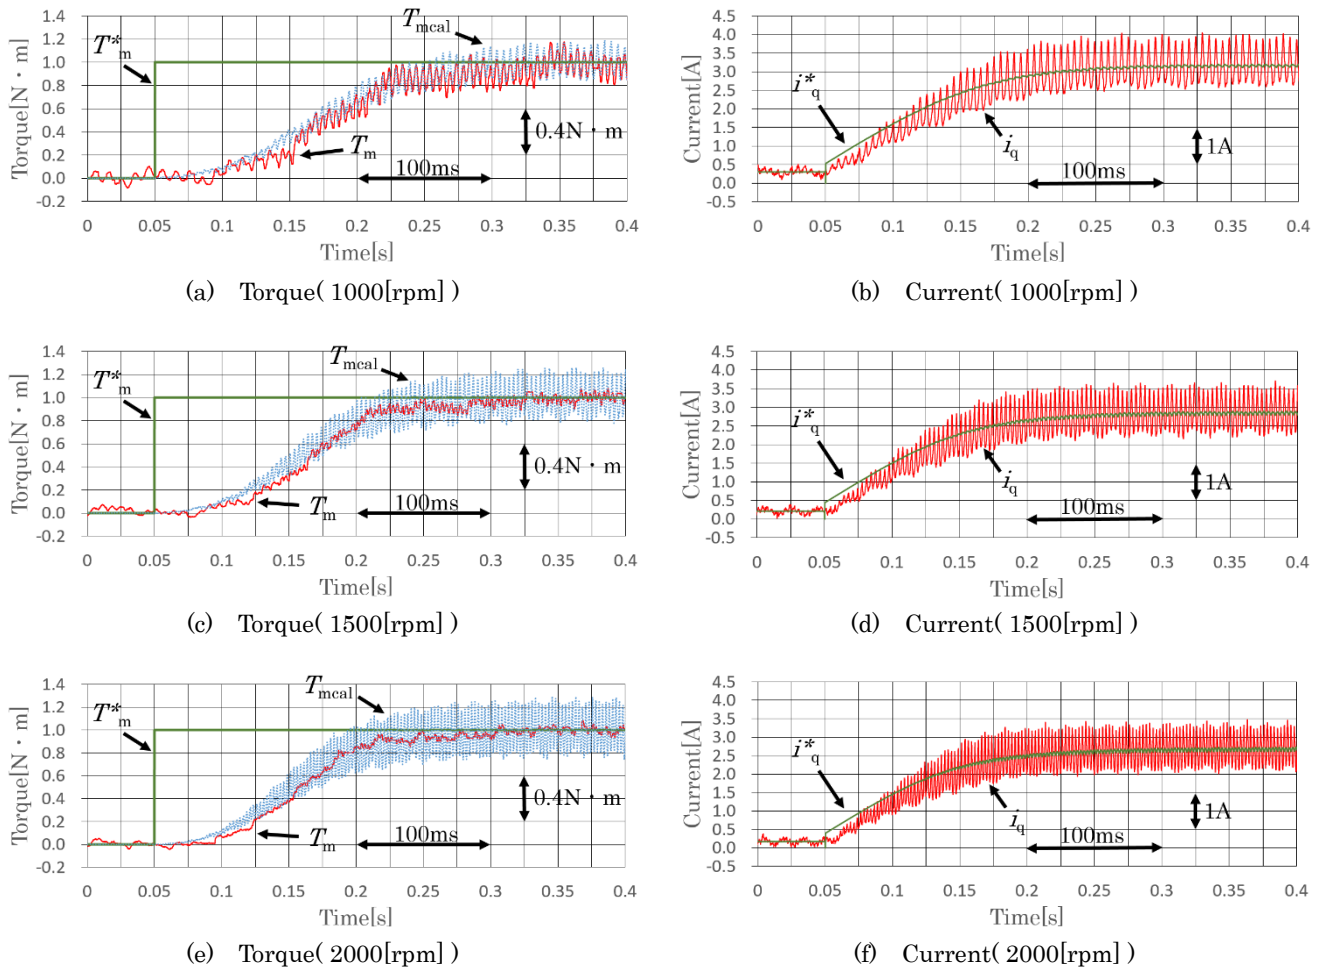 1.4
1.2
1.0
0.8
0.6
0.4
0.2
0.0
-0.2
Torque[N・m]
T*m
Tmcal
Tm
0.4N・m
100ms
0 0.05 0.1 0.15 0.2 0.25 0.3 0.35 0.4
Time[s]
(a) Torque( 1000[rpm] )
4.5
4.0
3.5
3.0
2.5
2.0
1.5
1.0
0.5
0.0
-0.5
Current[A]
i*q
iq
1A
100ms
0 0.05 0.1 0.15 0.2 0.25 0.3 0.35 0.4
Time[s]
(b) Current( 1000[rpm] )
1.4
1.2
1.0
0.8
0.6
0.4
0.2
0.0
-0.2
Torque[N・m]
T*m
Tmcal
Tm
0.4N・m
100ms
0 0.05 0.1 0.15 0.2 0.25 0.3 0.35 0.4
Time[s]
(c) Torque( 1500[rpm] )
4.5
4.0
3.5
3.0
2.5
2.0
1.5
1.0
0.5
0.0
-0.5
Current[A]
i*q
iq
1A
100ms
0 0.05 0.1 0.15 0.2 0.25 0.3 0.35 0.4
Time[s]
(d) Current( 1500[rpm] )
1.4
1.2
1.0
0.8
0.6
0.4
0.2
0.0
-0.2
Torque[N・m]
T*m
Tmcal
Tm
0.4N・m
100ms
0 0.05 0.1 0.15 0.2 0.25 0.3 0.35 0.4
Time[s]
(e) Torque( 2000[rpm] )
4.5
4.0
3.5
3.0
2.5
2.0
1.5
1.0
0.5
0.0
-0.5
Current[A]
i*q
iq
1A
100ms
0 0.05 0.1 0.15 0.2 0.25 0.3 0.35 0.4
Time[s]
(f) Current( 2000[rpm] )